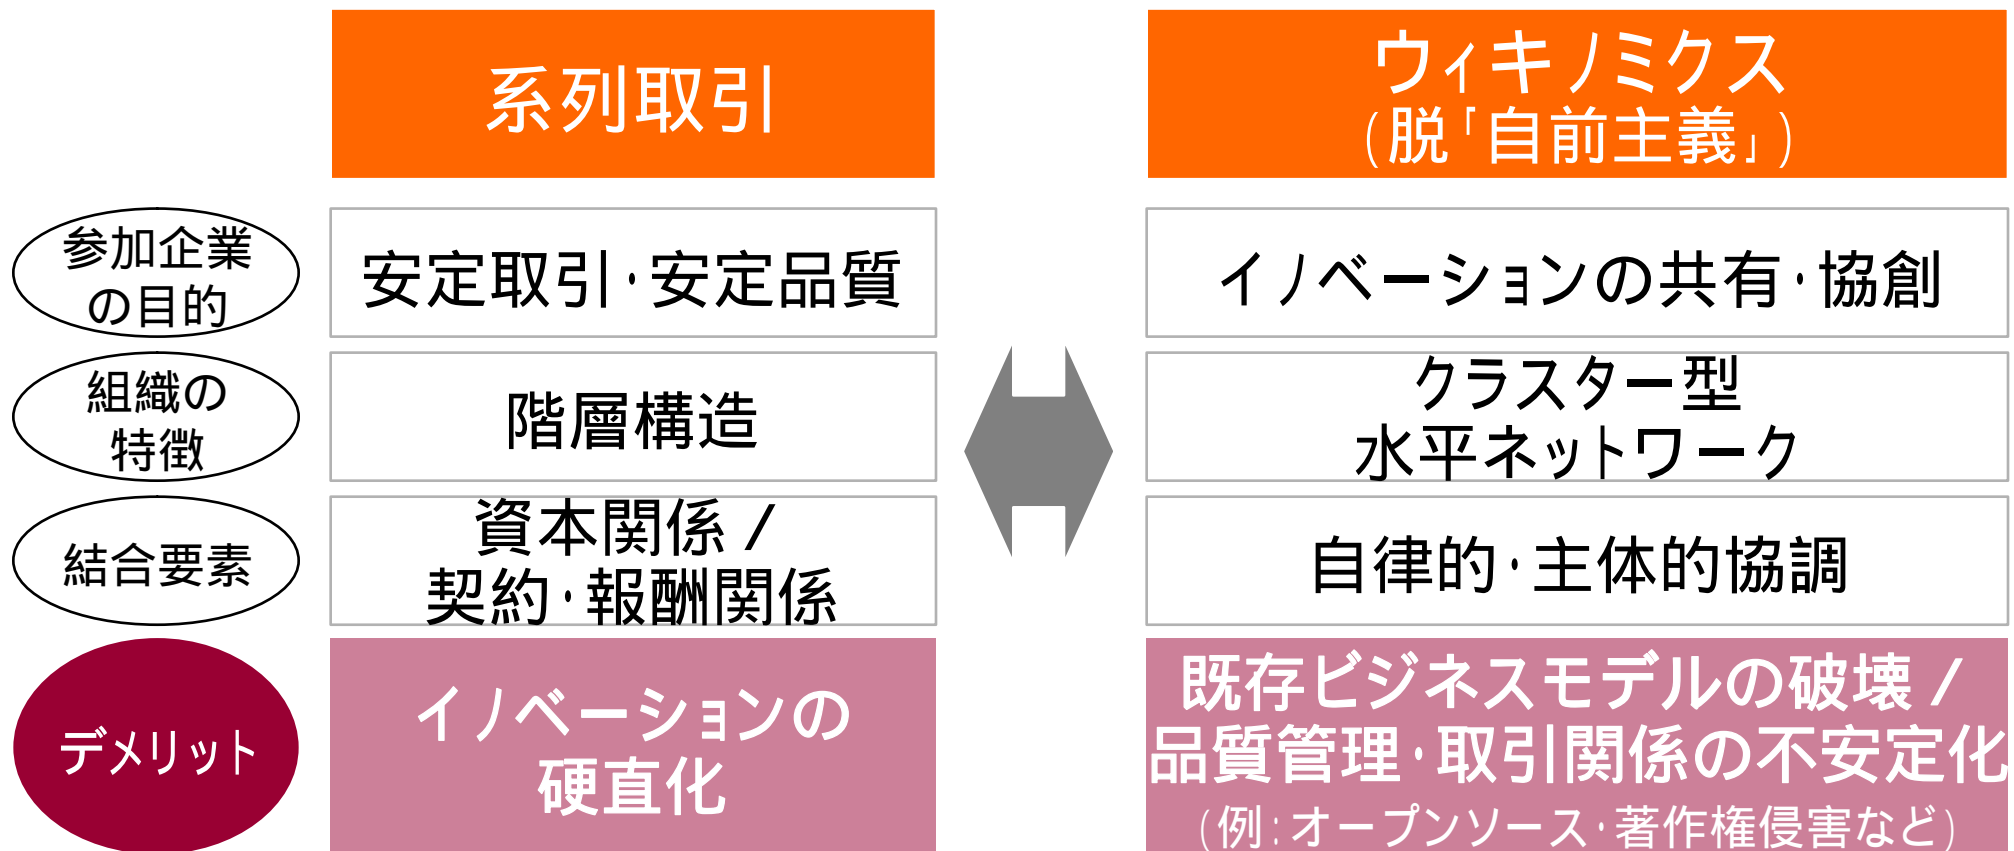 系列取引
ウィキノミクス
(脱「自前主義」)
参加企業
の目的
安定取引・安定品質
イノベーションの共有・協創
組織の
特徴
階層構造
クラスター型
水平ネットワーク
結合要素
資本関係/
契約・報酬関係
自律的・主体的協調
デメリット
イノベーションの
硬直化
既存ビジネスモデルの破壊/
品質管理・取引関係の不安定化
(例:オープンソース・著作権侵害など)